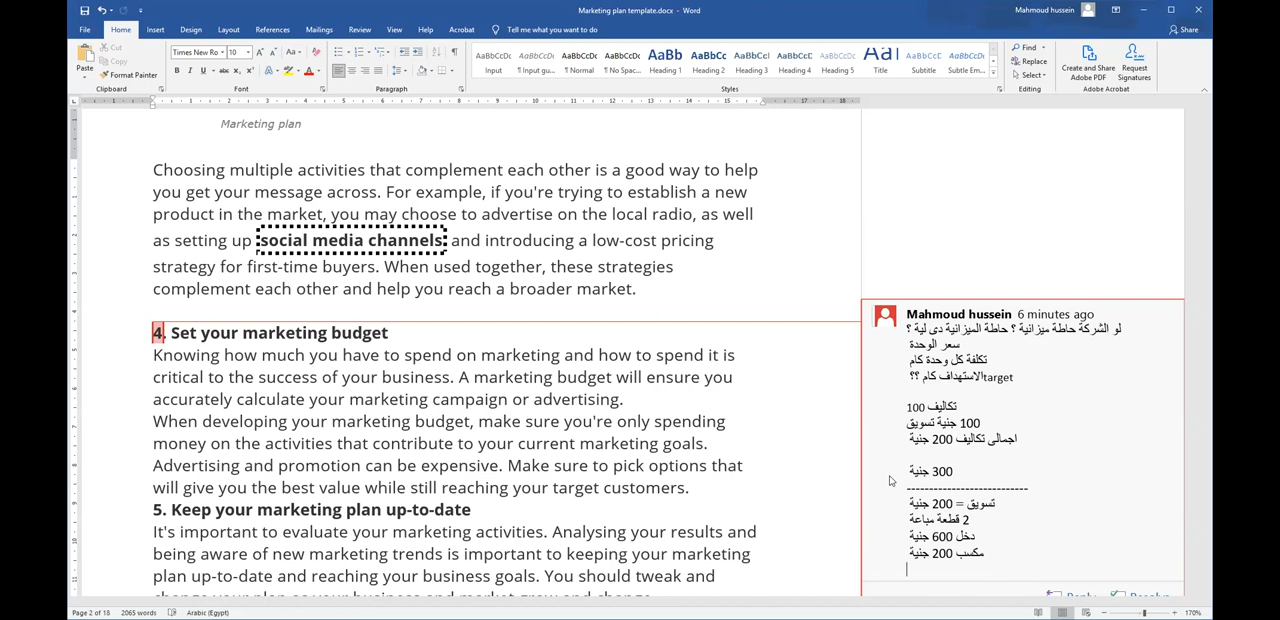 Marketing plan template.docx - Word
Mahmoud hussein
File Home Insert Draw Design Layout References Mailings Review View Help Acrobat Tell me what you want to do Share
Paste
Cut
Copy
Format Painter
Clipboard
Times New Ro 10
Font
Paragraph
AaBbCcDc AaBbCcDc AaBbCcDc AaBbCcDc AaBb AaBbCc AaBbCcI AaBbCcI AaBbCcDc AaI AaBbCcDc AaBbCcDc
Input ¶ Input gu... ¶ Normal ¶ No Spac... Heading 1 Heading 2 Heading 3 Heading 4 Heading 5 Title Subtitle Subtle Em...
Styles
Find
Replace
Select
Editing
Create and Share Adobe PDF
Request Signatures
Adobe Acrobat
Marketing plan
Choosing multiple activities that complement each other is a good way to help
you get your message across. For example, if you're trying to establish a new
product in the market, you may choose to advertise on the local radio, as well
as setting up social media channels and introducing a low-cost pricing
strategy for first-time buyers. When used together, these strategies
complement each other and help you reach a broader market.
4. Set your marketing budget
Knowing how much you have to spend on marketing and how to spend it is
critical to the success of your business. A marketing budget will ensure you
accurately calculate your marketing campaign or advertising.
When developing your marketing budget, make sure you're only spending
money on the activities that contribute to your current marketing goals.
Advertising and promotion can be expensive. Make sure to pick options that
will give you the best value while still reaching your target customers.
5. Keep your marketing plan up-to-date
It's important to evaluate your marketing activities. Analysing your results and
being aware of new marketing trends is important to keeping your marketing
plan up-to-date and reaching your business goals. You should tweak and
Mahmoud hussein 6 minutes ago
لو الشركة حاطة ميزانية ؟ حاطة الميزانية دى لية ؟
سعر الوحدة
تكلفة كل وحدة كام
الاستهداف كام ؟؟target
تكاليف 100
100 جنية تسويق
اجمالى تكاليف 200 جنية
300 جنية
---------------------------
تسويق = 200 جنية
2 قطعة مباعة
دخل 600 جنية
مكسب 200 جنية
Page 2 of 18 2065 words Arabic (Egypt) 170%